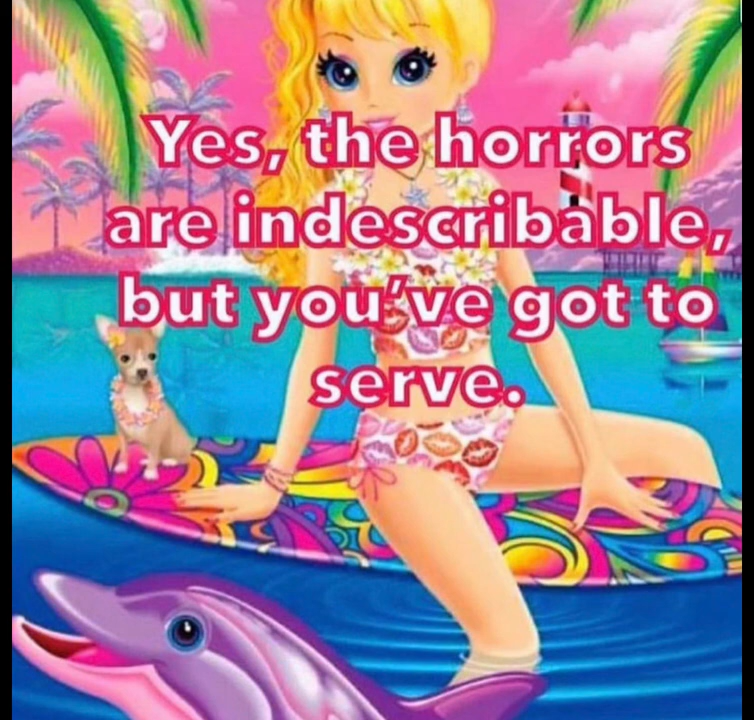 Yes, the horrors
are indescribable,
but you've got to
serve.